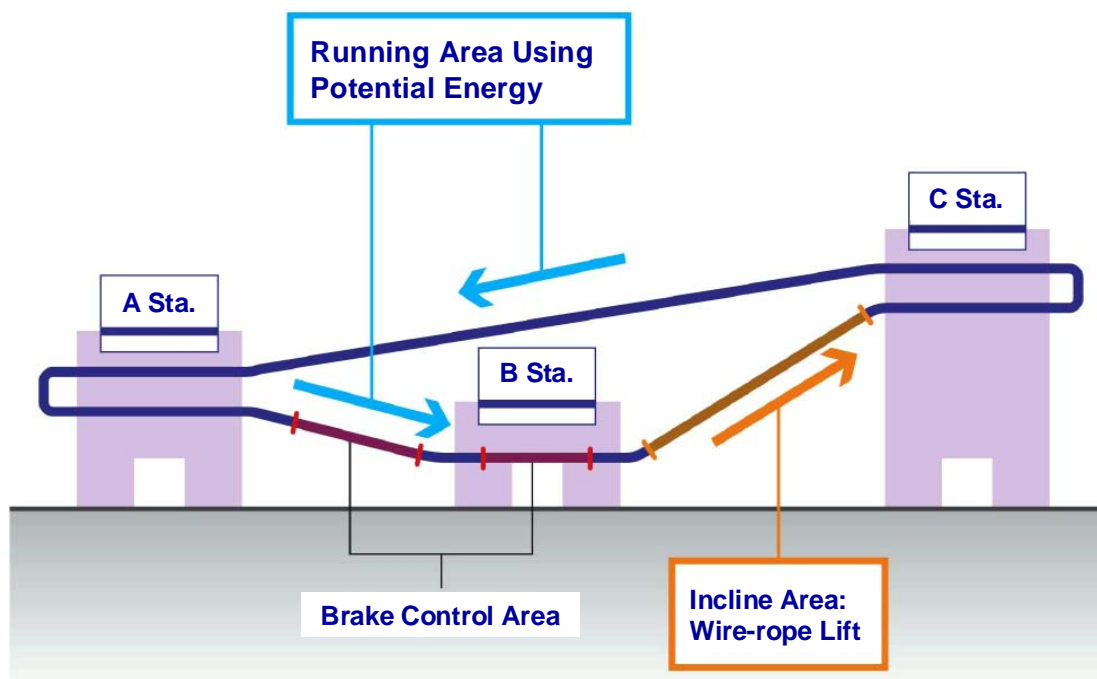 Running Area Using
Potential Energy
C Sta.
A Sta.
B Sta.
Brake Control Area
Incline Area:
Wire-rope Lift